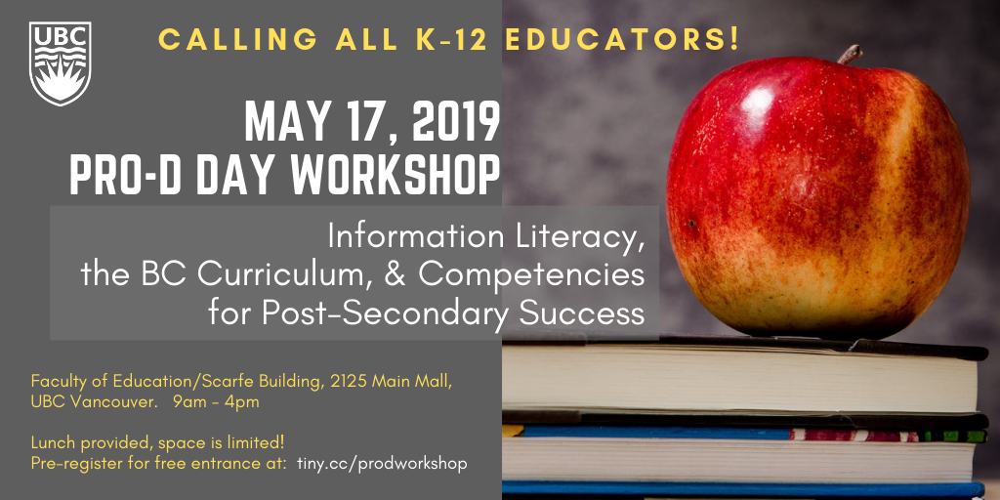 UBC
CALLING ALL K-12 EDUCATORS!
MAY 17, 2019
PRO-D DAY WORKSHOP
Information Literacy,
the BC Curriculum, & Competencies
for Post-Secondary Success
Faculty of Education/Scarfe Building, 2125 Main Mall,
UBC Vancouver. 9am - 4pm
Lunch provided, space is limited!
Pre-register for free entrance at: tiny.cc/prodworkshop